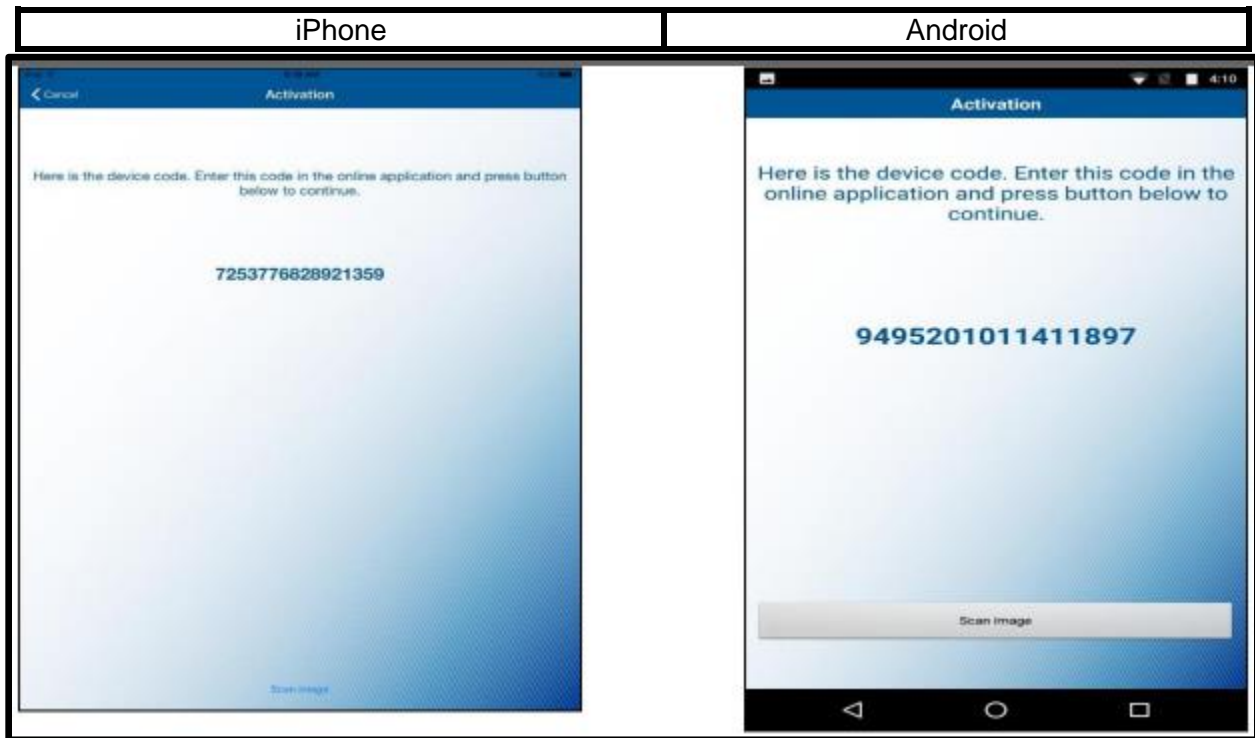 iPhone
Android
Cancel
Activation
Here is the device code. Enter this code in the online application and press button
below to continue.
7253776828921359
Scan Image
4:10
Activation
Here is the device code. Enter this code in the
online application and press button below to
continue.
9495201011411897
Scan Image